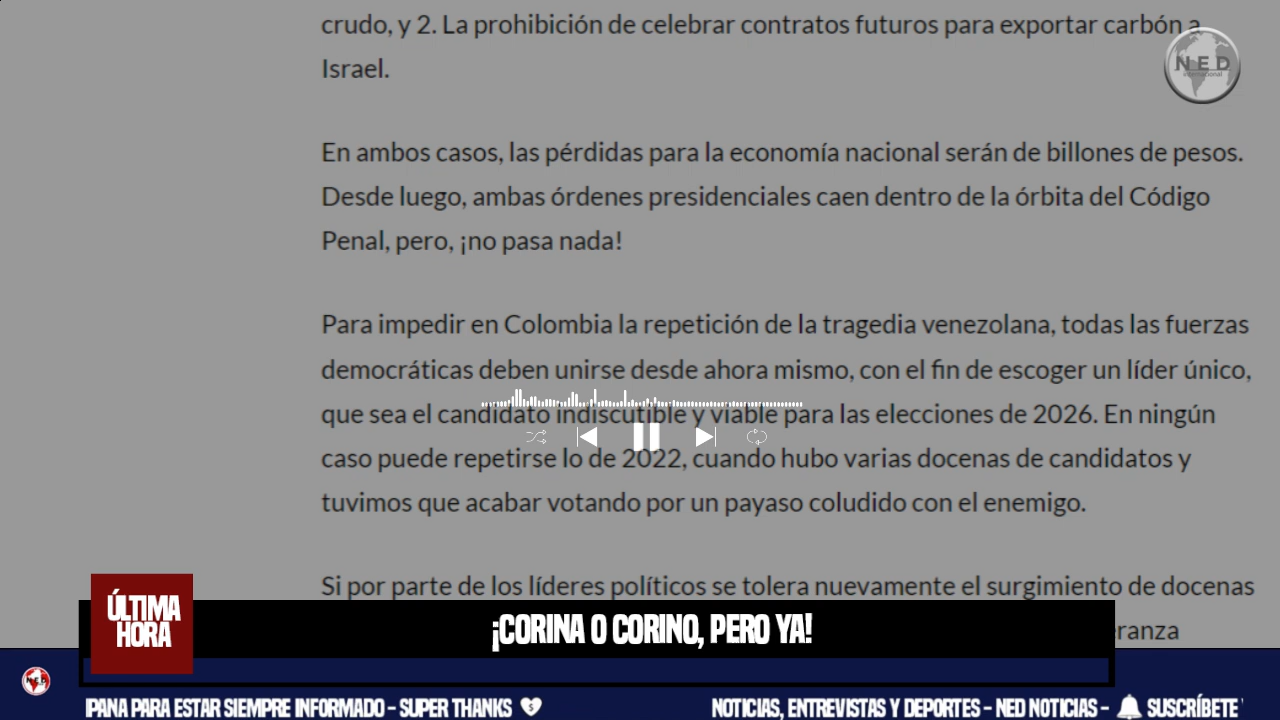 crudo, y 2. La prohibición de celebrar contratos futuros para exportar carbón a
Israel.
NED
internacional
En ambos casos, las pérdidas para la economía nacional serán de billones de pesos.
Desde luego, ambas órdenes presidenciales caen dentro de la órbita del Código
Penal, pero, ¡no pasa nada!
Para impedir en Colombia la repetición de la tragedia venezolana, todas las fuerzas
democráticas deben unirse desde ahora mismo, con el fin de escoger un líder único,
que sea el candidato indiscutible y viable para las elecciones de 2026. En ningún
caso puede repetirse lo de 2022, cuando hubo varias docenas de candidatos y
tuvimos que acabar votando por un payaso coludido con el enemigo.
Si por parte de los líderes políticos se tolera nuevamente el surgimiento de docenas
eranza
ÚLTIMA
HORA
¡CORINA O CORINO, PERO YA!
NED
IPANA PARA ESTAR SIEMPRE INFORMADO - SUPER THANKS NOTICIAS, ENTREVISTAS Y DEPORTES - NED NOTICIAS - SUSCRÍBETE